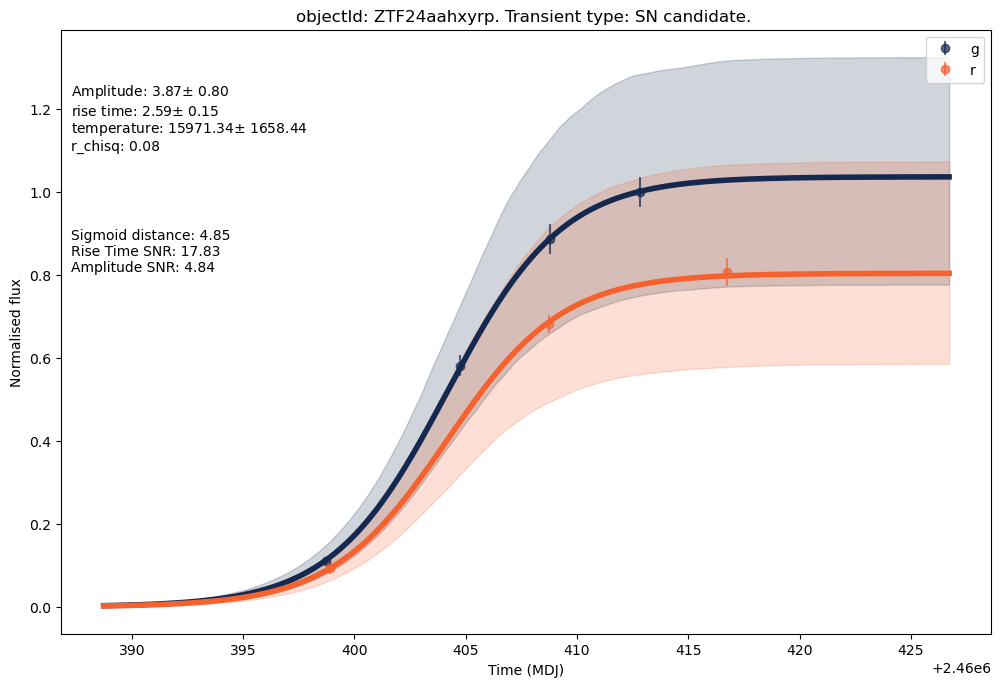 objectId: ZTF24aahxyrp. Transient type: SN candidate.
g
r
Amplitude: 3.87± 0.80
rise time: 2.59± 0.15
temperature: 15971.34± 1658.44
r_chisq: 0.08
Sigmoid distance: 4.85
Rise Time SNR: 17.83
Amplitude SNR: 4.84
Normalised flux
1.2
1.0
0.8
0.6
0.4
0.2
0.0
390 395 400 405 410 415 420 425
Time (MDJ)
+2.46e6